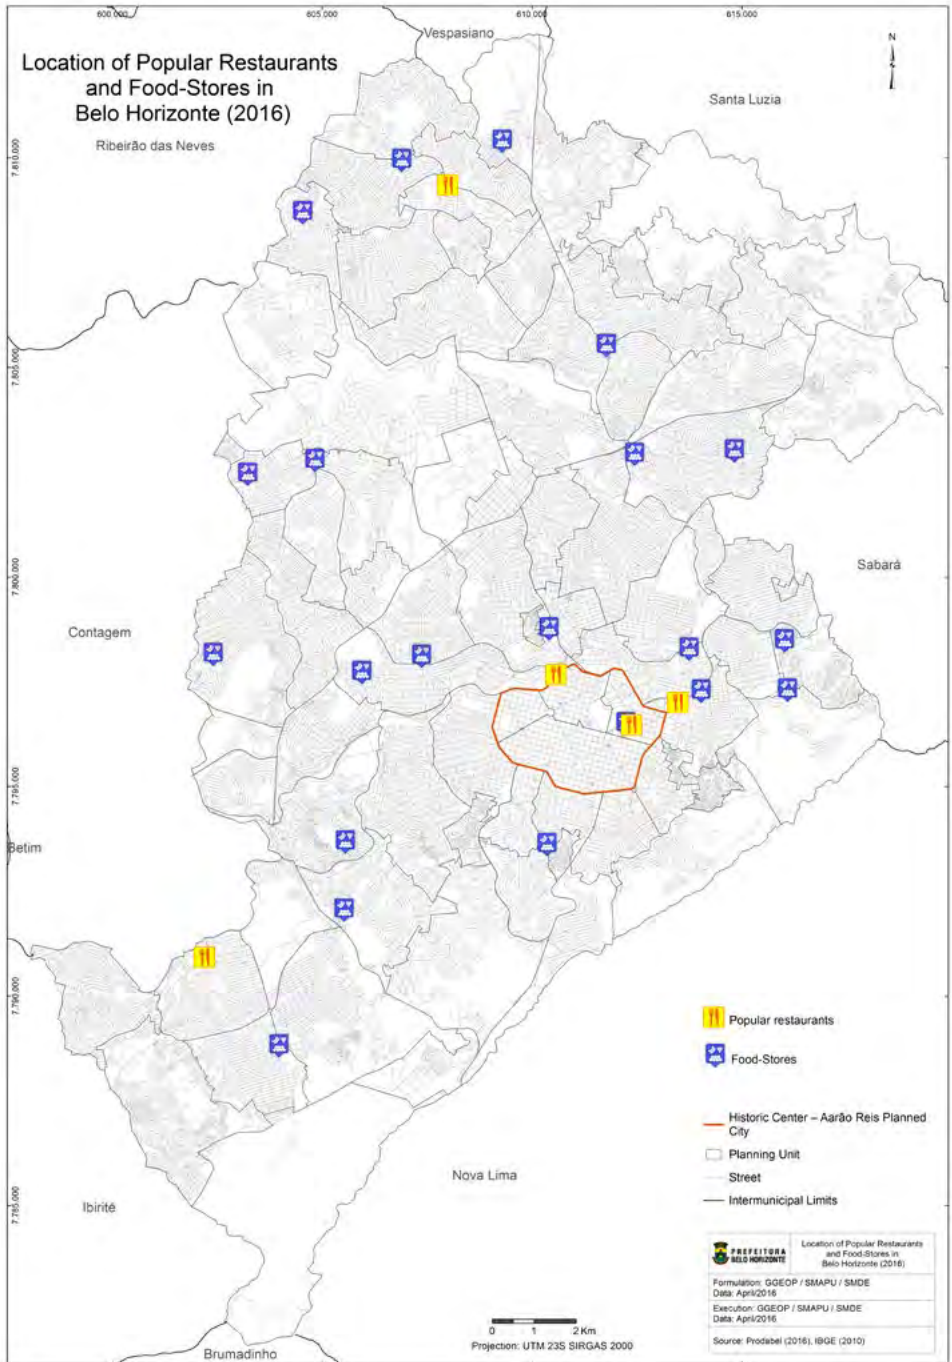 600.000
605.000
610.000
615.000
Vespasiano
N
Location of Popular Restaurants
and Food-Stores in
Belo Horizonte (2016)
Santa Luzia
Ribeirão das Neves
7.810.000
7.805.000
Sabará
7.800.000
Contagem
7.795.000
Betim
7.790.000
Popular restaurants
Food-Stores
Historic Center – Aarão Reis Planned
City
Planning Unit
Street
Intermunicipal Limits
Nova Lima
7.785.000
Ibirité
PREFEITURA
BELO HORIZONTE
Location of Popular Restaurants
and Food-Stores in
Belo Horizonte (2016)
Formulation: GGEOP / SMAPU / SMDE
Data: April/2016
Execution: GGEOP / SMAPU / SMDE
Data: April/2016
Source: Prodabel (2016), IBGE (2010)
0 1 2 Km
Projection: UTM 23S SIRGAS 2000
Brumadinho